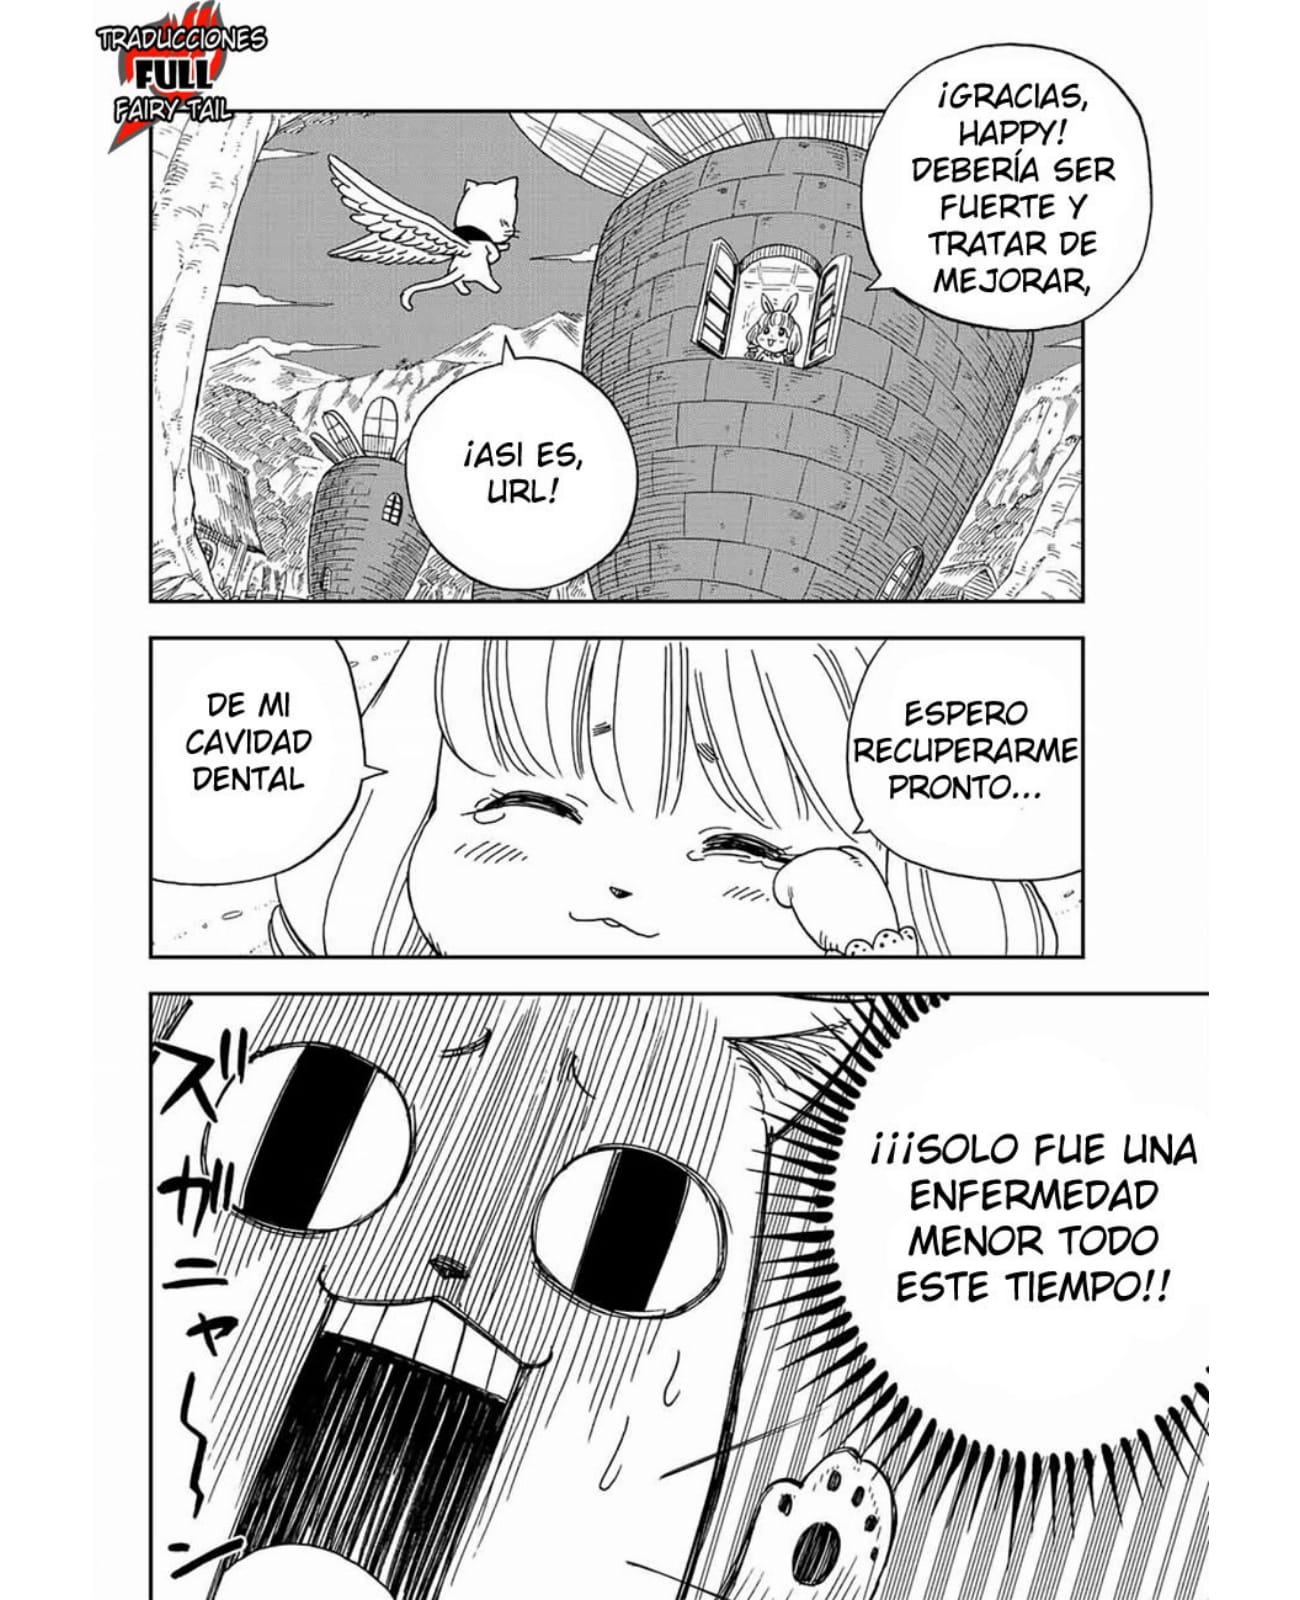 TRADUCCIONES
FULL
FAIRY TAIL
¡GRACIAS,
HAPPY!
DEBERÍA SER
FUERTE Y
TRATAR DE
MEJORAR,
¡ASI ES,
URL!
ESPERO
RECUPERARME
PRONTO...
DE MI
CAVIDAD
DENTAL
¡¡¡SOLO FUE UNA
ENFERMEDAD
MENOR TODO
ESTE TIEMPO!!
ズガニャーン